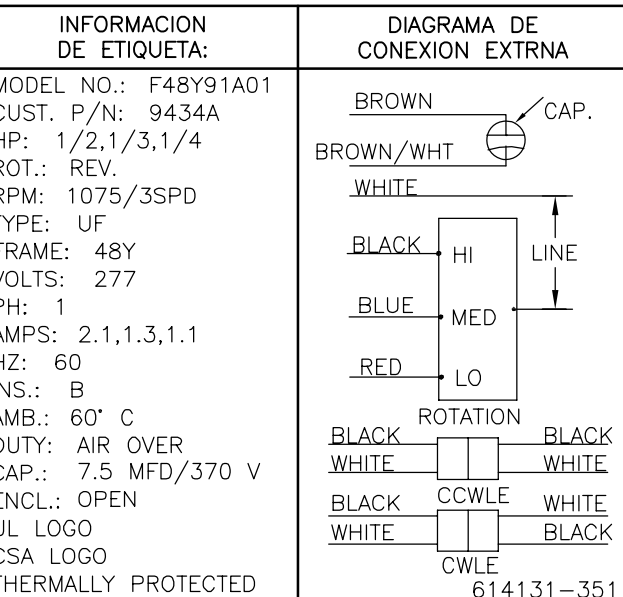 INFORMACION
DE ETIQUETA:
MODEL NO.: F48Y91A01
CUST. P/N: 9434A
HP: 1/2,1/3,1/4
ROT.: REV.
RPM: 1075/3SPD
TYPE: UF
FRAME: 48Y
VOLTS: 277
PH: 1
AMPS: 2.1,1.3,1.1
HZ: 60
NS.: B
AMB.: 60° C
DUTY: AIR OVER
CAP.: 7.5 MFD/370 V
ENCL.: OPEN
UL LOGO
CSA LOGO
THERMALLY PROTECTED
DIAGRAMA DE
CONEXION EXTRNA
BROWN
CAP.
BROWN/WHT
WHITE
BLACK HI LINE
BLUE MED
RED LO
ROTATION
BLACK BLACK
WHITE WHITE
CCWLE
BLACK WHITE
WHITE BLACK
CWLE
614131-351